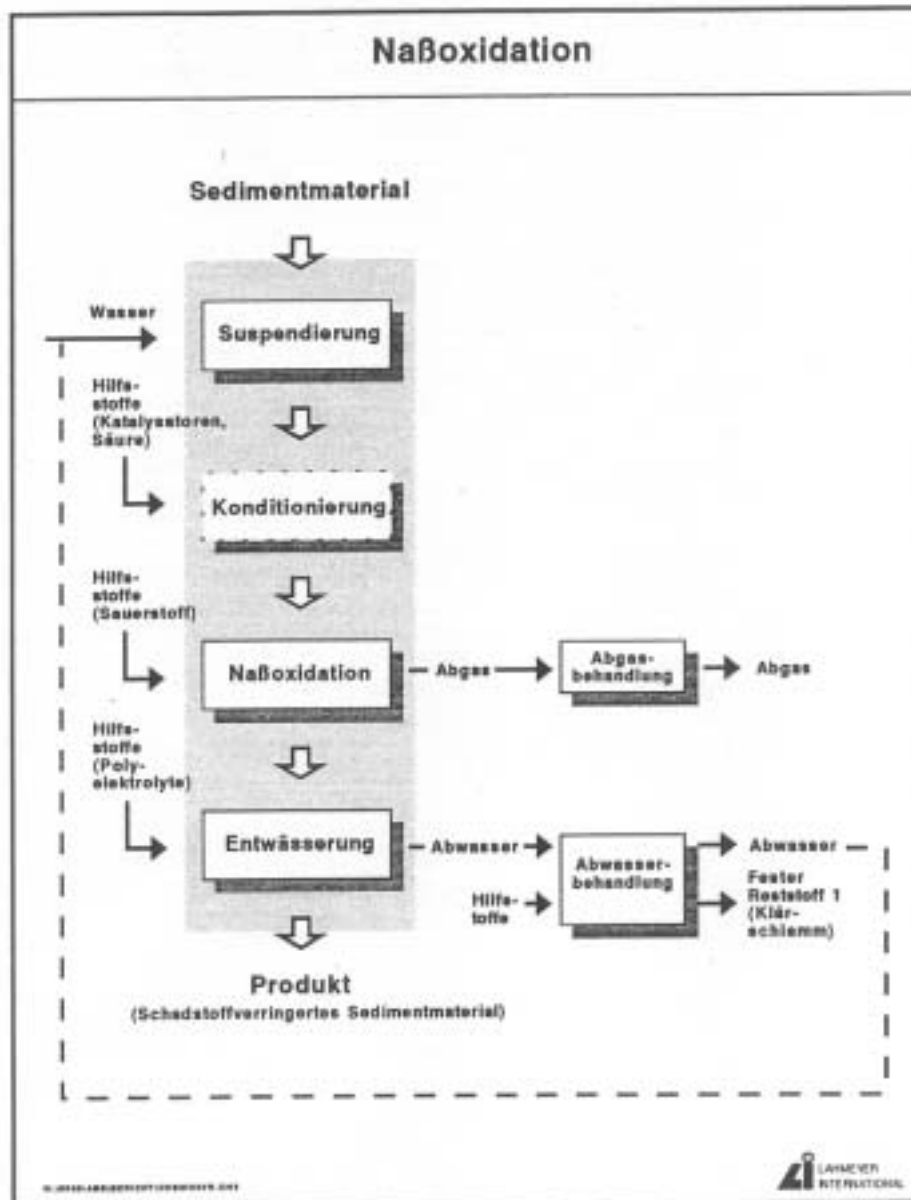 Naßoxidation
Sedimentmaterial
Wasser
Suspendierung
Hilfs-
stoffe
(Katalysatoren,
Säure)
Konditionierung
Hilfs-
stoffe
(Sauerstoff)
Naßoxidation
Abgas
Abgas-
behandlung
Abgas
Hilfs-
stoffe
(Poly-
elektrolyte)
Entwässerung
Abwasser
Hilfs-
stoffe
Abwasser-
behandlung
Abwasser
Fester
Reststoff 1
(Klär-
schlamm)
Produkt
(Schadstoffverringertes Sedimentmaterial)
LAHMEYER
INTERNATIONAL